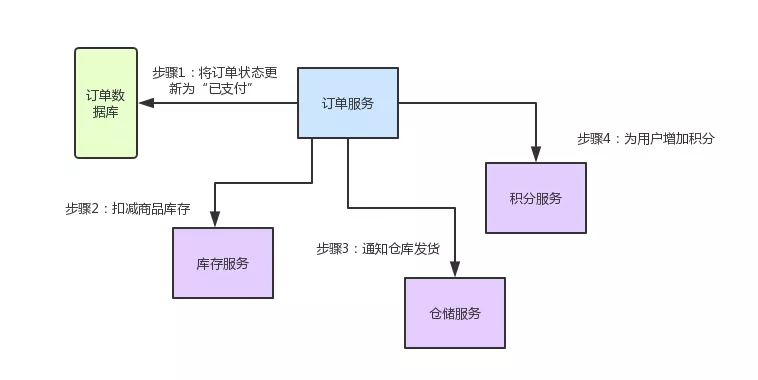 步骤1：将订单状态更
新为“已支付”
订单数
据库
订单服务
步骤4：为用户增加积分
积分服务
步骤2：扣减商品库存
库存服务
步骤3：通知仓库发货
仓储服务